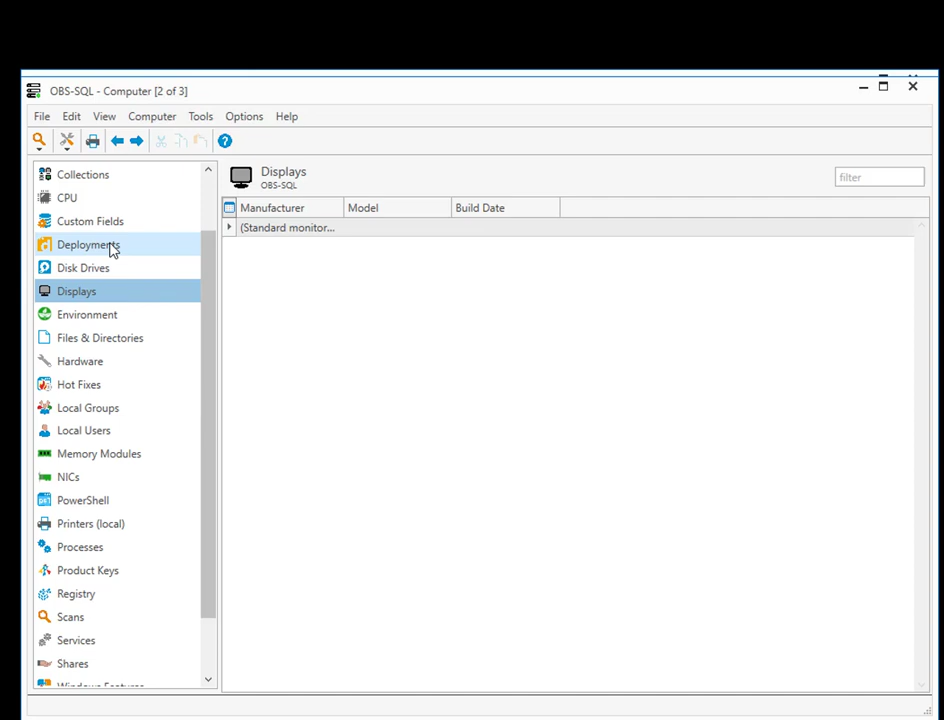 OBS-SQL - Computer [2 of 3]
File Edit View Computer Tools Options Help
Collections
CPU
Custom Fields
Deployments
Disk Drives
Displays
Environment
Files & Directories
Hardware
Hot Fixes
Local Groups
Local Users
Memory Modules
NICs
PowerShell
Printers (local)
Processes
Product Keys
Registry
Scans
Services
Shares
Windows Features
Displays
OBS-SQL
filter
Manufacturer Model Build Date
(Standard monitor...